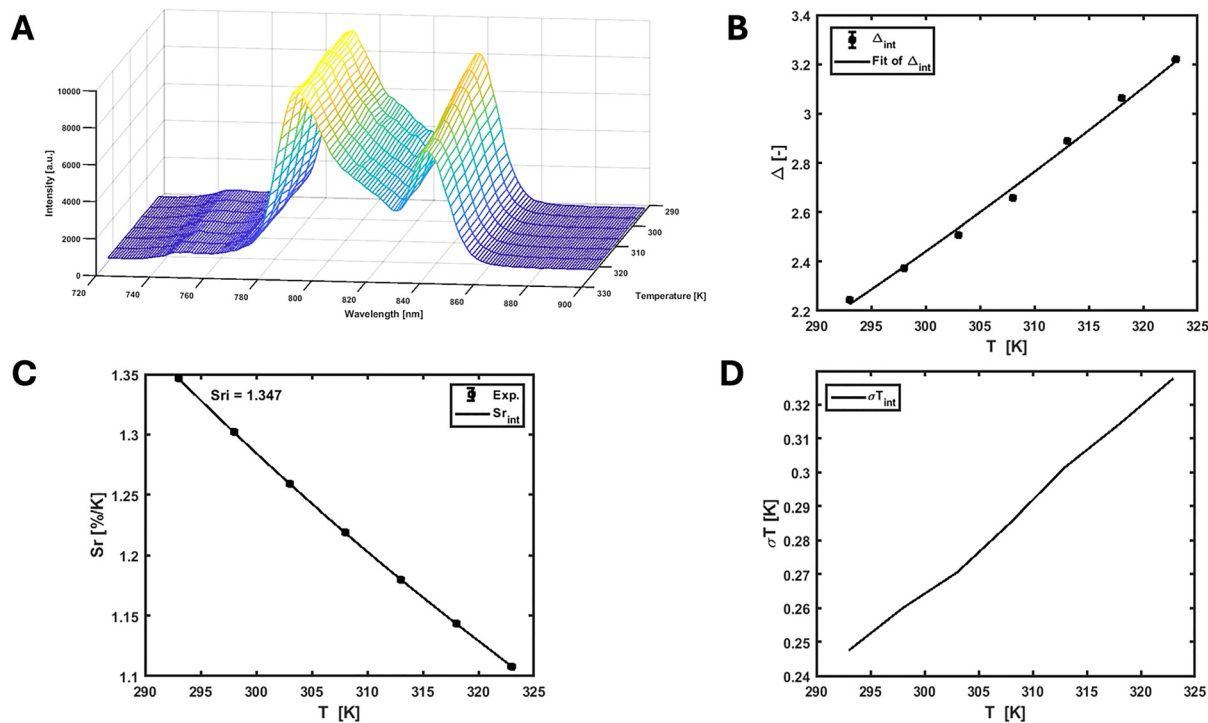 A
10000
8000
6000
4000
2000
0
Intensity [a.u.]
720
740
760
780
800
820
840
860
880
900
Wavelength [nm]
290
300
310
320
330
Temperature [K]
B
3.4
3.2
3
2.8
2.6
2.4
2.2
Δ [-]
Δint
Fit of Δint
290 295 300 305 310 315 320 325
T [K]
C
1.35
1.3
1.25
1.2
1.15
1.1
Sr [%/K]
Sri = 1.347
Exp.
Srint
290 295 300 305 310 315 320 325
T [K]
D
0.32
0.31
0.3
0.29
0.28
0.27
0.26
0.25
0.24
σT [K]
σTint
290 295 300 305 310 315 320 325
T [K]